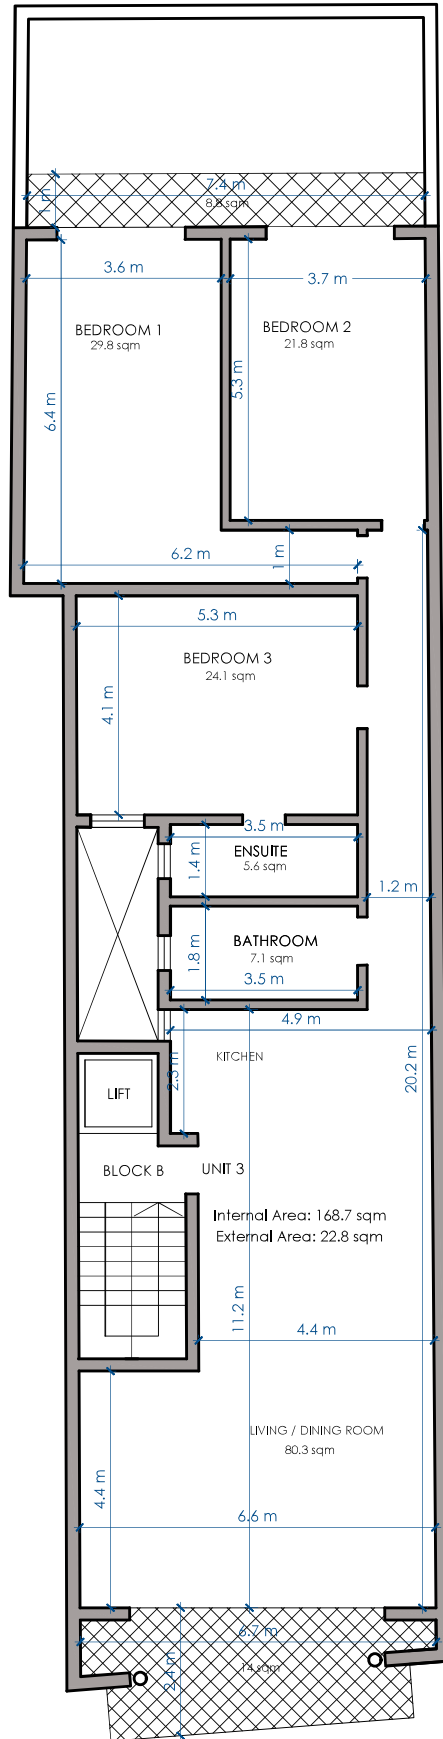 7.4 m
1 m
8.8 sqm
3.6 m
3.7 m
BEDROOM 1
29.8 sqm
BEDROOM 2
21.8 sqm
5.3 m
6.4 m
6.2 m
1 m
5.3 m
BEDROOM 3
24.1 sqm
4.1 m
3.5 m
ENSUITE
5.6 sqm
1.4 m
1.2 m
BATHROOM
7.1 sqm
1.8 m
3.5 m
4.9 m
KITCHEN
2.3 m
20.2 m
LIFT
BLOCK B
UNIT 3
Internal Area: 168.7 sqm
External Area: 22.8 sqm
11.2 m
4.4 m
LIVING / DINING ROOM
80.3 sqm
4.4 m
6.6 m
6.7 m
14 sqm
2.4 m